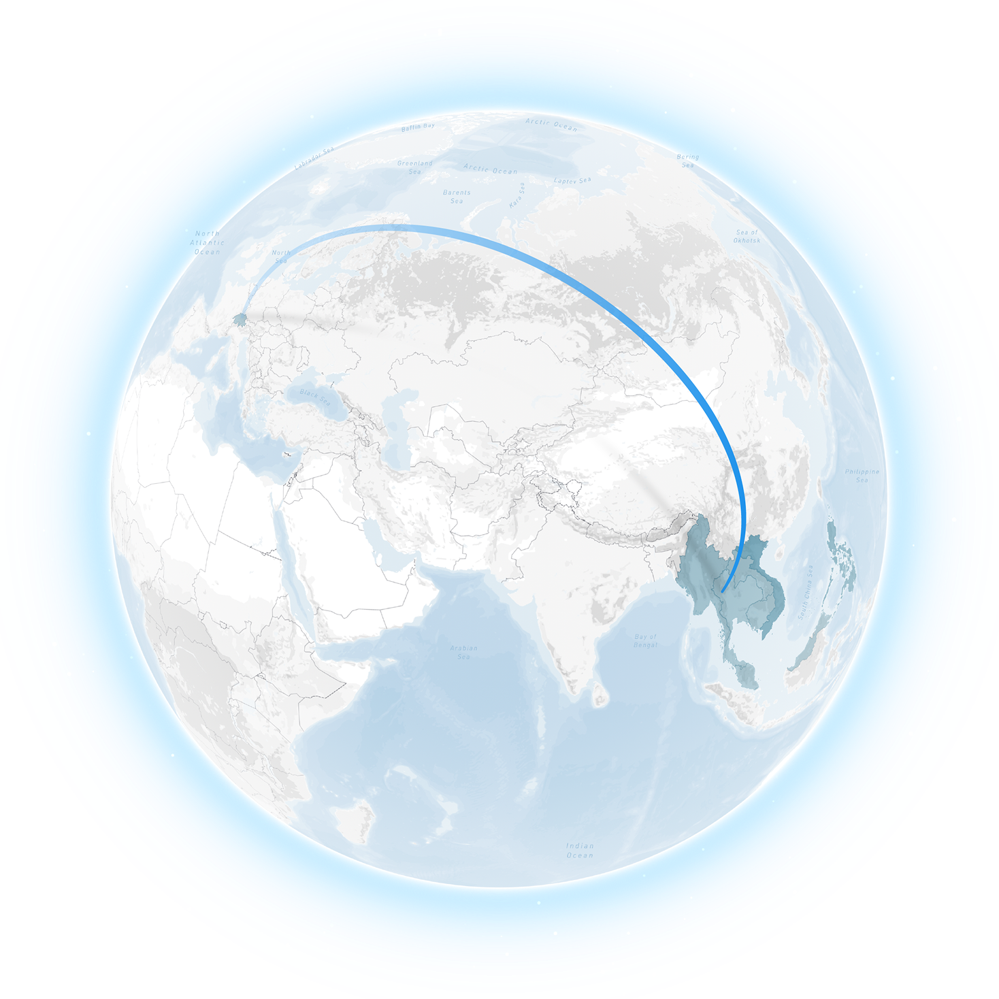 Baffin Bay
Arctic Ocean
Labrador Sea
Greenland
Sea
Arctic Ocean
Bering
Sea
Laptev Sea
Barents
Sea
Kara Sea
North
Atlantic
Ocean
Sea of
Okhotsk
North
Sea
Black Sea
Philippine
Sea
South China Sea
Arabian
Sea
Bay of
Bengal
Indian
Ocean